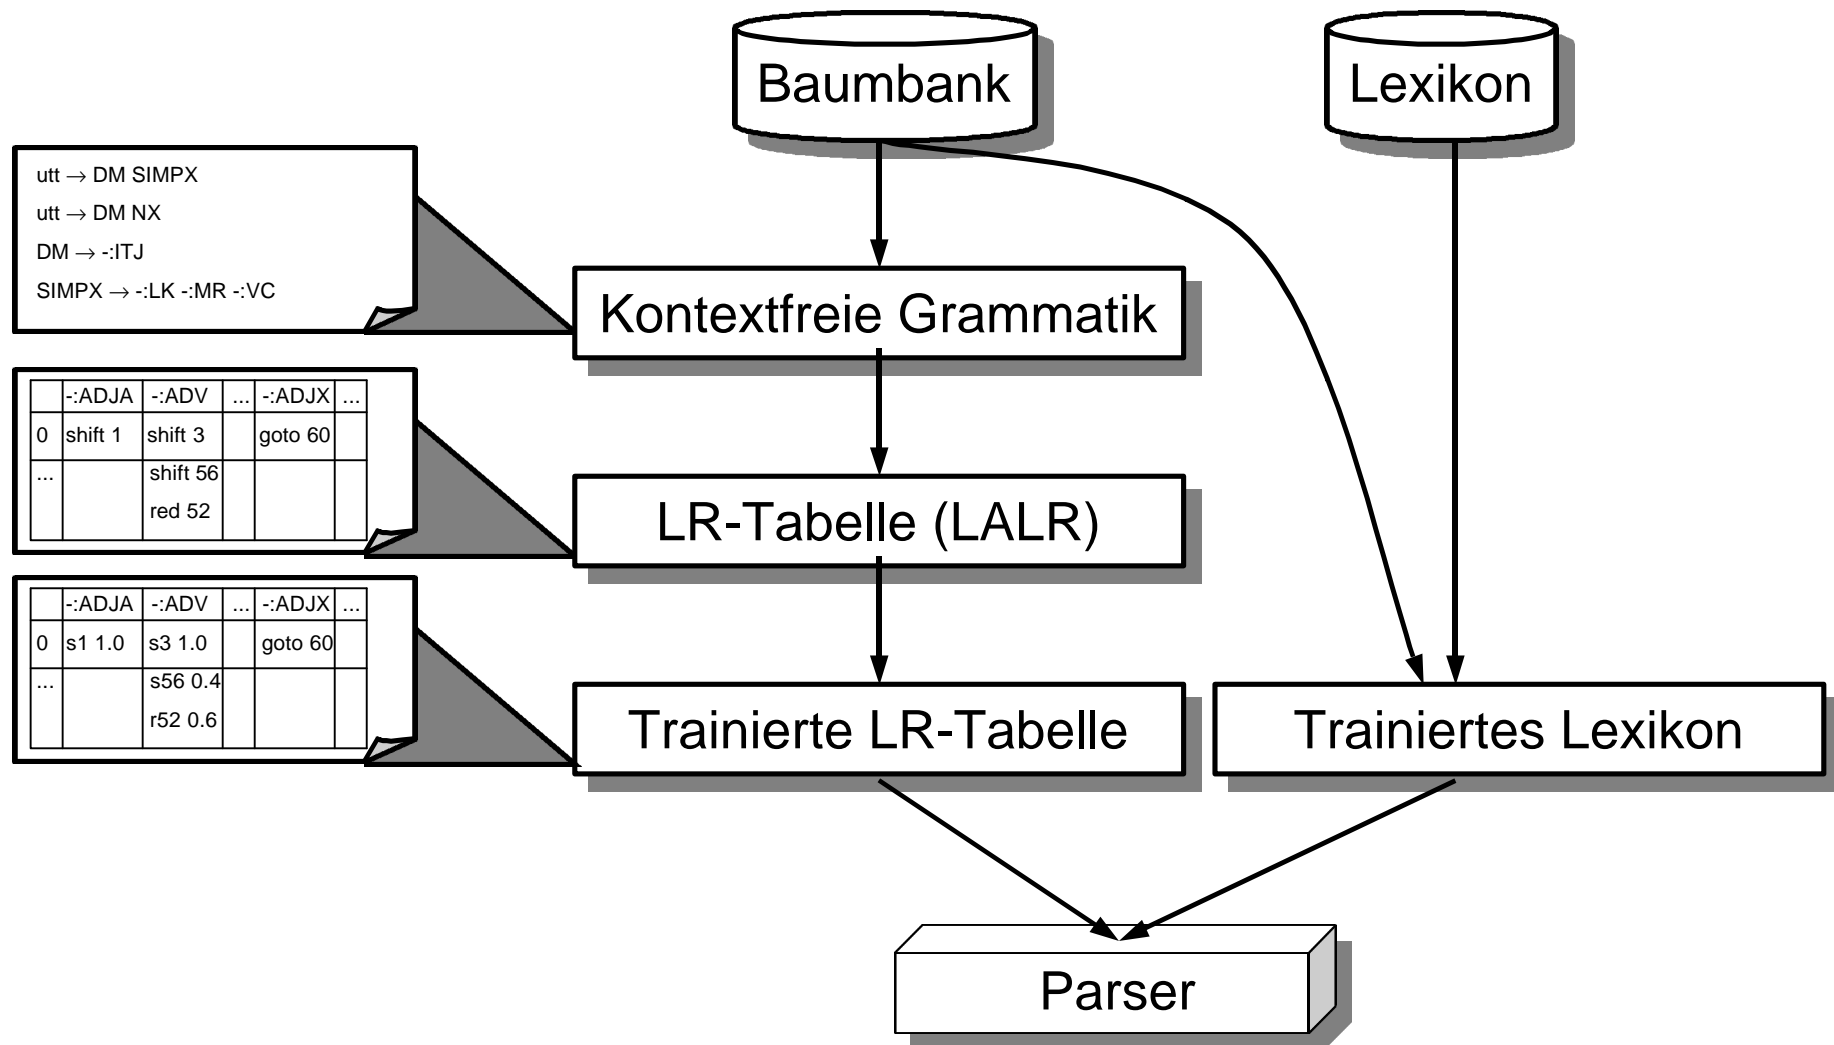 Baumbank
Lexikon
utt → DM SIMPX
utt → DM NX
DM → -:ITJ
SIMPX → -:LK -:MR -:VC
Kontextfreie Grammatik
-:ADJA -:ADV ... -:ADJX ...
0 shift 1 shift 3 goto 60
... shift 56
red 52
LR-Tabelle (LALR)
-:ADJA -:ADV ... -:ADJX ...
0 s1 1.0 s3 1.0 goto 60
... s56 0.4
r52 0.6
Trainierte LR-Tabelle
Trainiertes Lexikon
Parser